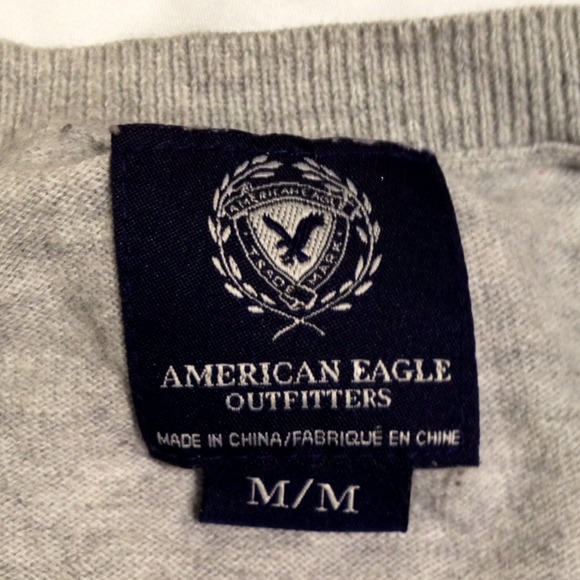 AMERICAN EAGLE
TRADE MARK
AMERICAN EAGLE
OUTFITTERS
MADE IN CHINA/FABRIQUÉ EN CHINE
M/M